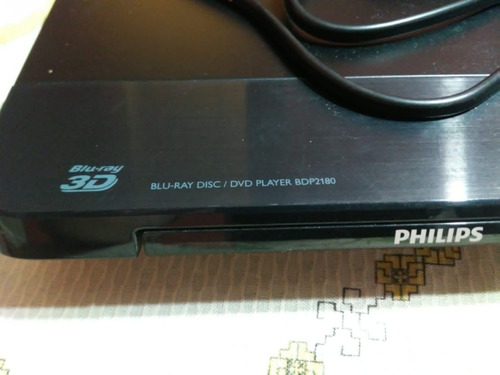 Blu-ray
3D
BLU-RAY DISC / DVD PLAYER BDP2180
PHILIPS